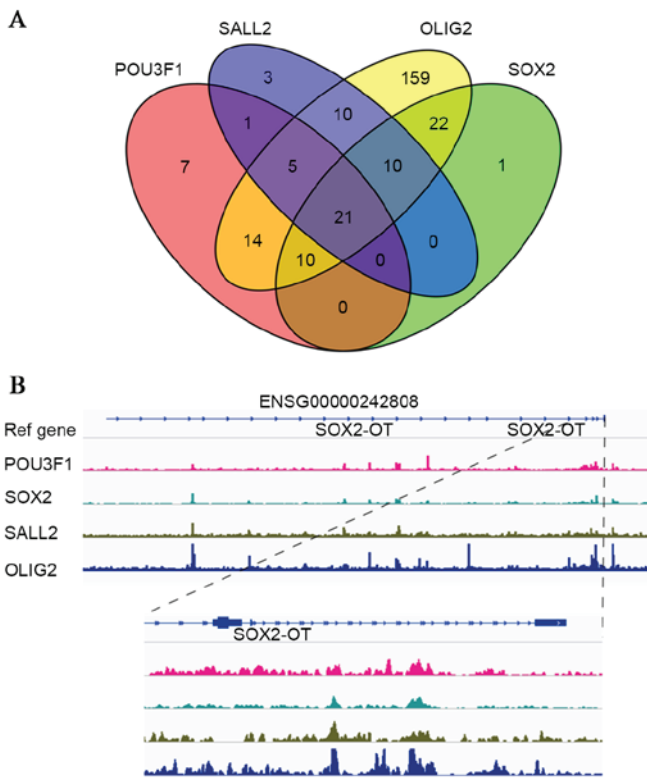 A
SALL2 OLIG2
POU3F1 SOX2
3 159
1 10 22
7 5 10 1
21
14 10 0 0
0
B
ENSG00000242808
Ref gene SOX2-OT SOX2-OT
POU3F1
SOX2
SALL2
OLIG2
SOX2-OT